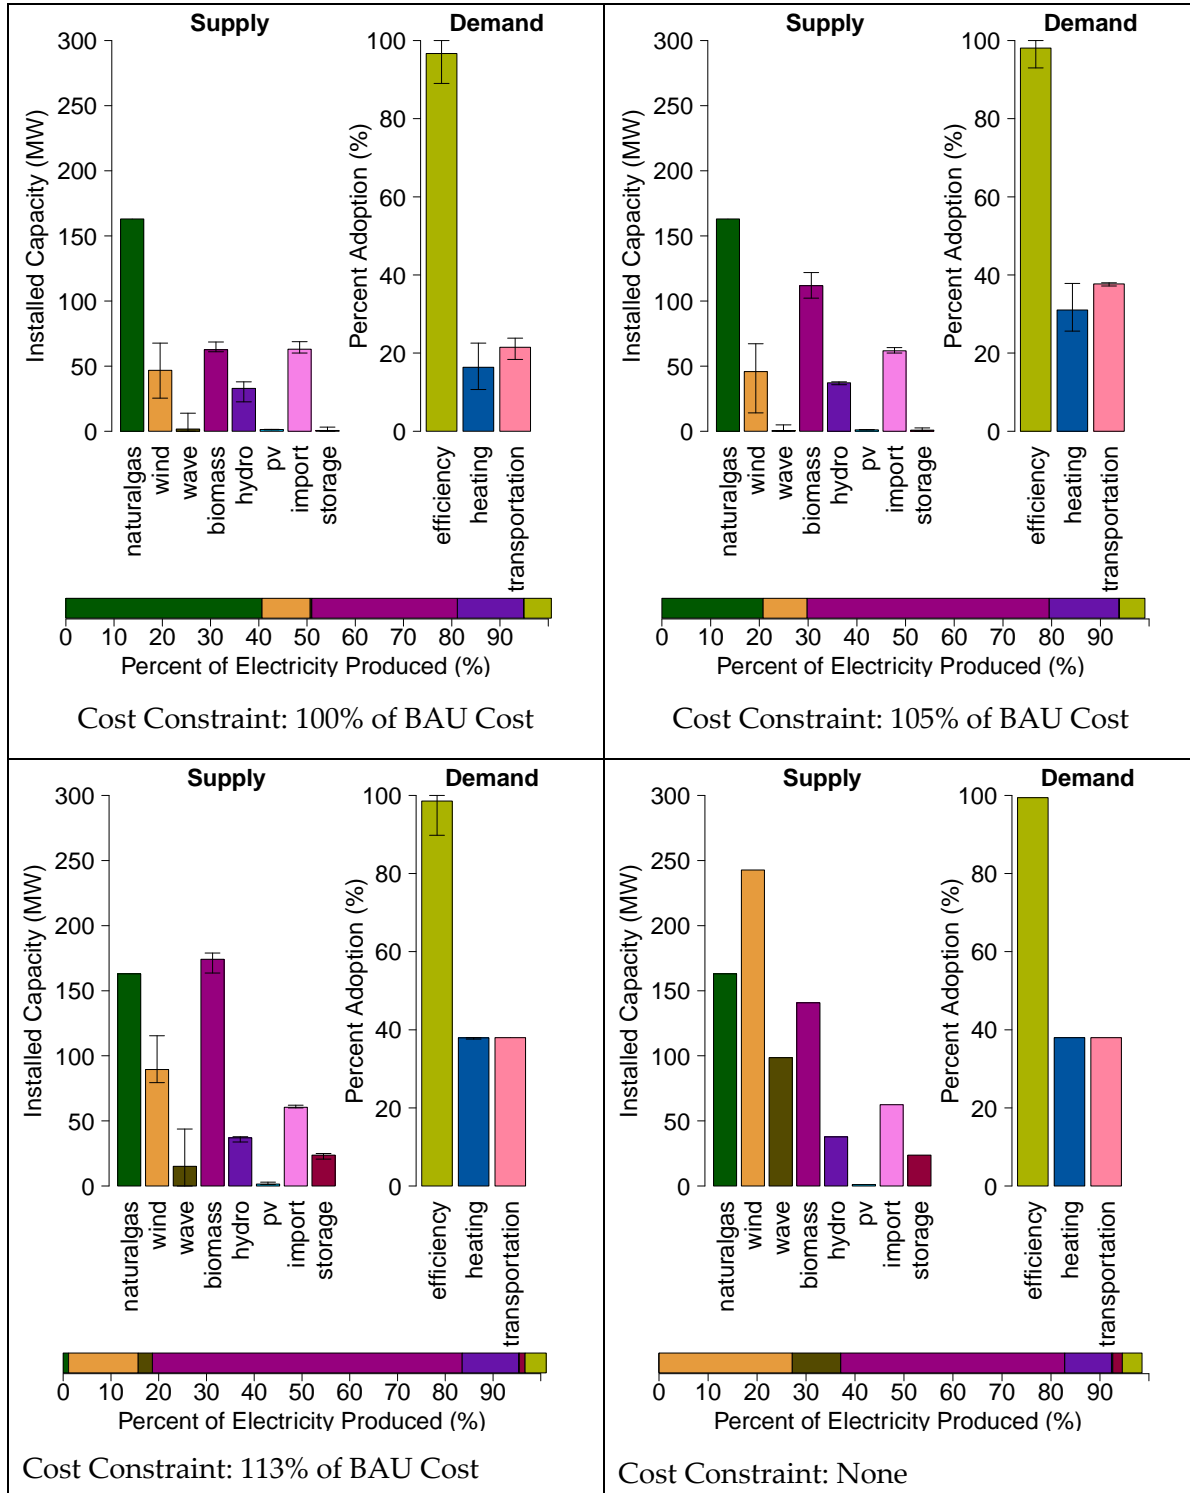 Supply
Demand
Installed Capacity (MW)
300
250
200
150
100
50
0
naturalgas
wind
wave
biomass
hydro
pv
import
storage
Percent Adoption (%)
100
80
60
40
20
0
efficiency
heating
transportation
0 10 20 30 40 50 60 70 80 90
Percent of Electricity Produced (%)
Cost Constraint: 100% of BAU Cost
Supply
Demand
Installed Capacity (MW)
300
250
200
150
100
50
0
naturalgas
wind
wave
biomass
hydro
pv
import
storage
Percent Adoption (%)
100
80
60
40
20
0
efficiency
heating
transportation
0 10 20 30 40 50 60 70 80 90
Percent of Electricity Produced (%)
Cost Constraint: 105% of BAU Cost
Supply
Demand
Installed Capacity (MW)
300
250
200
150
100
50
0
naturalgas
wind
wave
biomass
hydro
pv
import
storage
Percent Adoption (%)
100
80
60
40
20
0
efficiency
heating
transportation
0 10 20 30 40 50 60 70 80 90
Percent of Electricity Produced (%)
Cost Constraint: 113% of BAU Cost
Supply
Demand
Installed Capacity (MW)
300
250
200
150
100
50
0
naturalgas
wind
wave
biomass
hydro
pv
import
storage
Percent Adoption (%)
100
80
60
40
20
0
efficiency
heating
transportation
0 10 20 30 40 50 60 70 80 90
Percent of Electricity Produced (%)
Cost Constraint: None